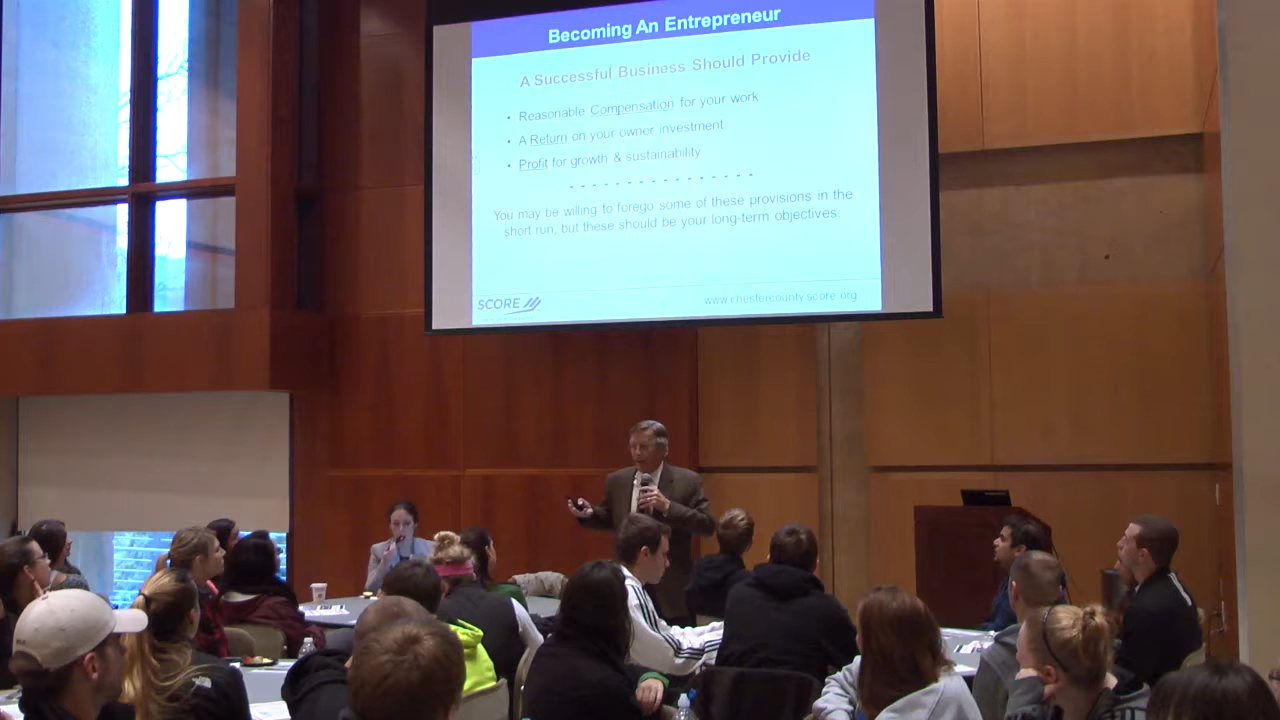 Becoming An Entrepreneur
A Successful Business Should Provide
• Reasonable Compensation for your work
• A Return on your owner investment
• Profit for growth & sustainability
- - - - - - - - - - - - - - -
You may be willing to forego some of these provisions in the
short run, but these should be your long-term objectives.
SCORE
www.chestercounty.score.org